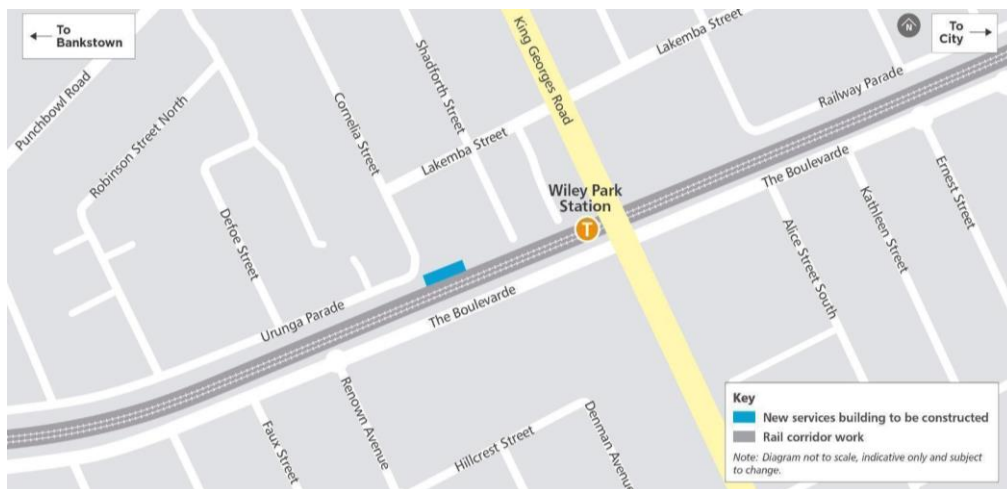 To
Bankstown
N
To
City
Punchbowl Road
Robinson Street North
Cornelia Street
Shadforth Street
King Georges Road
Lakemba Street
Railway Parade
Lakemba Street
Defoe Street
Wiley Park
Station
T
The Boulevarde
Ernest Street
Kathleen Street
Alice Street South
Urunga Parade
The Boulevarde
Renown Avenue
Faux Street
Hillcrest Street
Denman Avenue
Key
New services building to be constructed
Rail corridor work
Note: Diagram not to scale, indicative only and subject
to change.